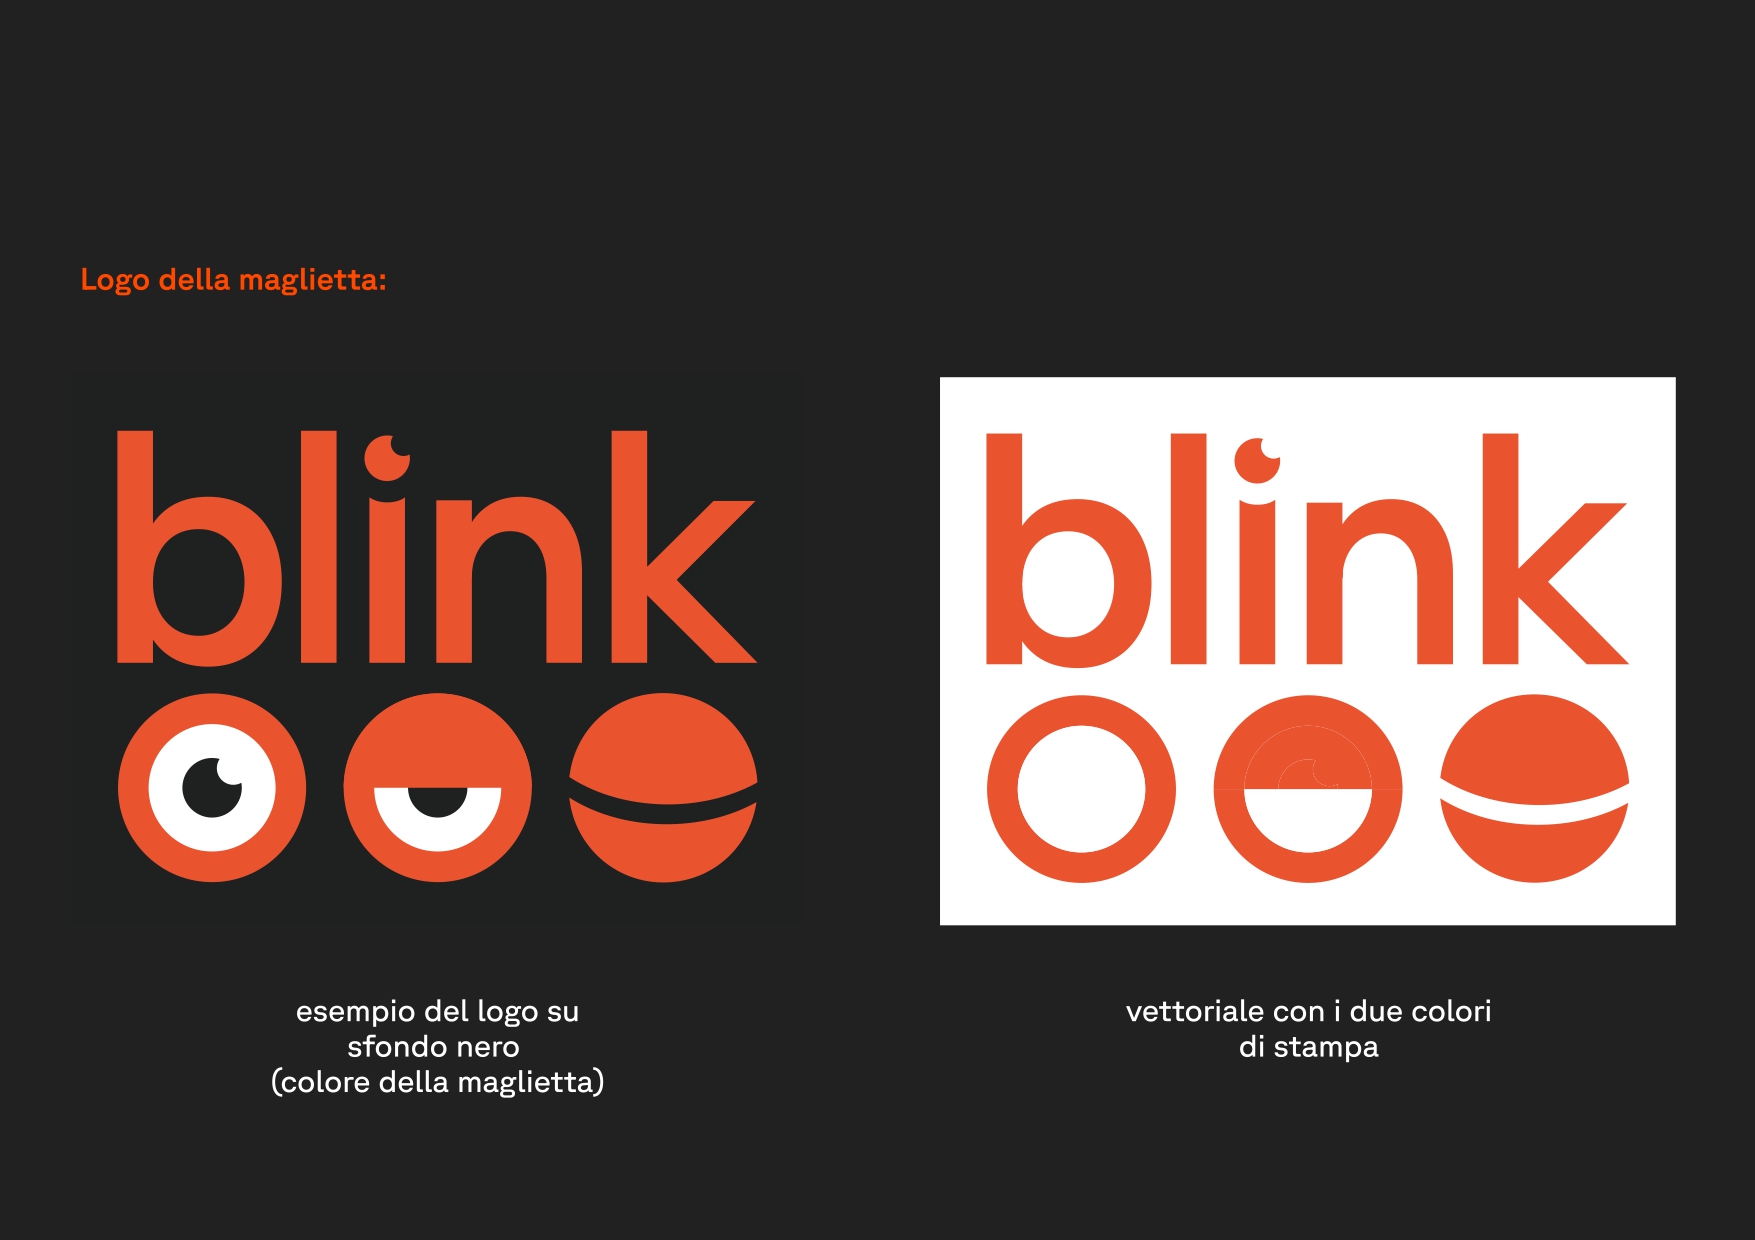 Logo della maglietta:
blink
blink
esempio del logo su
sfondo nero
(colore della maglietta)
vettoriale con i due colori
di stampa